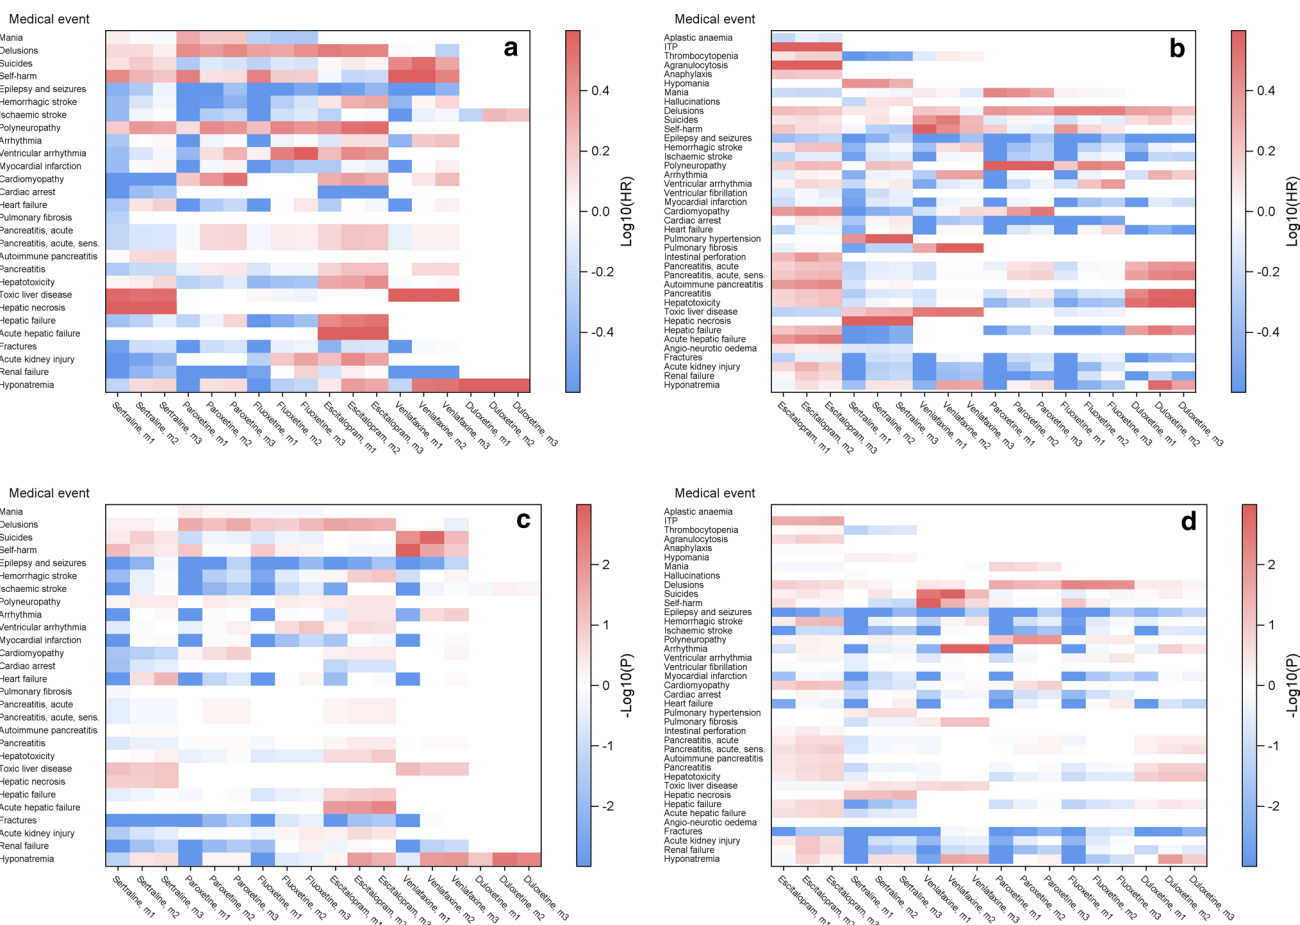 Medical event
a
Mania
Delusions
Suicides
Self-harm
Epilepsy and seizures
Hemorrhagic stroke
Ischaemic stroke
Polyneuropathy
Arrhythmia
Ventricular arrhythmia
Myocardial infarction
Cardiomyopathy
Cardiac arrest
Heart failure
Pulmonary fibrosis
Pancreatitis, acute
Pancreatitis, acute, sens.
Autoimmune pancreatitis
Pancreatitis
Hepatotoxicity
Toxic liver disease
Hepatic necrosis
Hepatic failure
Acute hepatic failure
Fractures
Acute kidney injury
Renal failure
Hyponatremia
Sertraline, m1
Sertraline, m2
Sertraline, m3
Paroxetine, m1
Paroxetine, m2
Paroxetine, m3
Fluoxetine, m1
Fluoxetine, m2
Fluoxetine, m3
Escitalopram, m1
Escitalopram, m2
Escitalopram, m3
Venlafaxine, m1
Venlafaxine, m2
Venlafaxine, m3
Duloxetine, m1
Duloxetine, m2
Duloxetine, m3
0.4
0.2
0.0
-0.2
-0.4
Log10(HR)
Medical event
b
Aplastic anaemia
ITP
Thrombocytopenia
Agranulocytosis
Anaphylaxis
Hypomania
Mania
Hallucinations
Delusions
Suicides
Self-harm
Epilepsy and seizures
Hemorrhagic stroke
Ischaemic stroke
Polyneuropathy
Arrhythmia
Ventricular arrhythmia
Ventricular fibrillation
Myocardial infarction
Cardiomyopathy
Cardiac arrest
Heart failure
Pulmonary hypertension
Pulmonary fibrosis
Intestinal perforation
Pancreatitis, acute
Pancreatitis, acute, sens.
Autoimmune pancreatitis
Pancreatitis
Hepatotoxicity
Toxic liver disease
Hepatic necrosis
Hepatic failure
Acute hepatic failure
Angio-neurotic oedema
Fractures
Acute kidney injury
Renal failure
Hyponatremia
Escitalopram, m1
Escitalopram, m2
Escitalopram, m3
Sertraline, m1
Sertraline, m2
Sertraline, m3
Venlafaxine, m1
Venlafaxine, m2
Venlafaxine, m3
Paroxetine, m1
Paroxetine, m2
Paroxetine, m3
Fluoxetine, m1
Fluoxetine, m2
Fluoxetine, m3
Duloxetine, m1
Duloxetine, m2
Duloxetine, m3
0.4
0.2
0.0
-0.2
-0.4
Log10(HR)
Medical event
c
Mania
Delusions
Suicides
Self-harm
Epilepsy and seizures
Hemorrhagic stroke
Ischaemic stroke
Polyneuropathy
Arrhythmia
Ventricular arrhythmia
Myocardial infarction
Cardiomyopathy
Cardiac arrest
Heart failure
Pulmonary fibrosis
Pancreatitis, acute
Pancreatitis, acute, sens.
Autoimmune pancreatitis
Pancreatitis
Hepatotoxicity
Toxic liver disease
Hepatic necrosis
Hepatic failure
Acute hepatic failure
Fractures
Acute kidney injury
Renal failure
Hyponatremia
Sertraline, m1
Sertraline, m2
Sertraline, m3
Paroxetine, m1
Paroxetine, m2
Paroxetine, m3
Fluoxetine, m1
Fluoxetine, m2
Fluoxetine, m3
Escitalopram, m1
Escitalopram, m2
Escitalopram, m3
Venlafaxine, m1
Venlafaxine, m2
Venlafaxine, m3
Duloxetine, m1
Duloxetine, m2
Duloxetine, m3
2
1
0
-1
-2
-Log10(P)
Medical event
d
Aplastic anaemia
ITP
Thrombocytopenia
Agranulocytosis
Anaphylaxis
Hypomania
Mania
Hallucinations
Delusions
Suicides
Self-harm
Epilepsy and seizures
Hemorrhagic stroke
Ischaemic stroke
Polyneuropathy
Arrhythmia
Ventricular arrhythmia
Ventricular fibrillation
Myocardial infarction
Cardiomyopathy
Cardiac arrest
Heart failure
Pulmonary hypertension
Pulmonary fibrosis
Intestinal perforation
Pancreatitis, acute
Pancreatitis, acute, sens.
Autoimmune pancreatitis
Pancreatitis
Hepatotoxicity
Toxic liver disease
Hepatic necrosis
Hepatic failure
Acute hepatic failure
Angio-neurotic oedema
Fractures
Acute kidney injury
Renal failure
Hyponatremia
Escitalopram, m1
Escitalopram, m2
Escitalopram, m3
Sertraline, m1
Sertraline, m2
Sertraline, m3
Venlafaxine, m1
Venlafaxine, m2
Venlafaxine, m3
Paroxetine, m1
Paroxetine, m2
Paroxetine, m3
Fluoxetine, m1
Fluoxetine, m2
Fluoxetine, m3
Duloxetine, m1
Duloxetine, m2
Duloxetine, m3
2
1
0
-1
-2
-Log10(P)